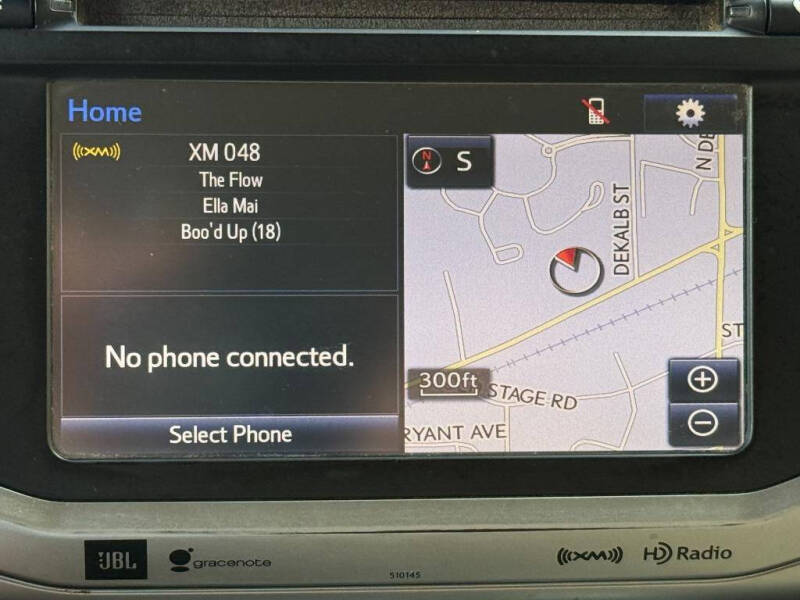 Home
XM
XM 048
The Flow
Ella Mai
Boo'd Up (18)
No phone connected.
Select Phone
N
S
DEKALB ST
N DE
300ft
STAGE RD
RYANT AVE
ST
+
−
JBL
gracenote
510145
XM
HD Radio